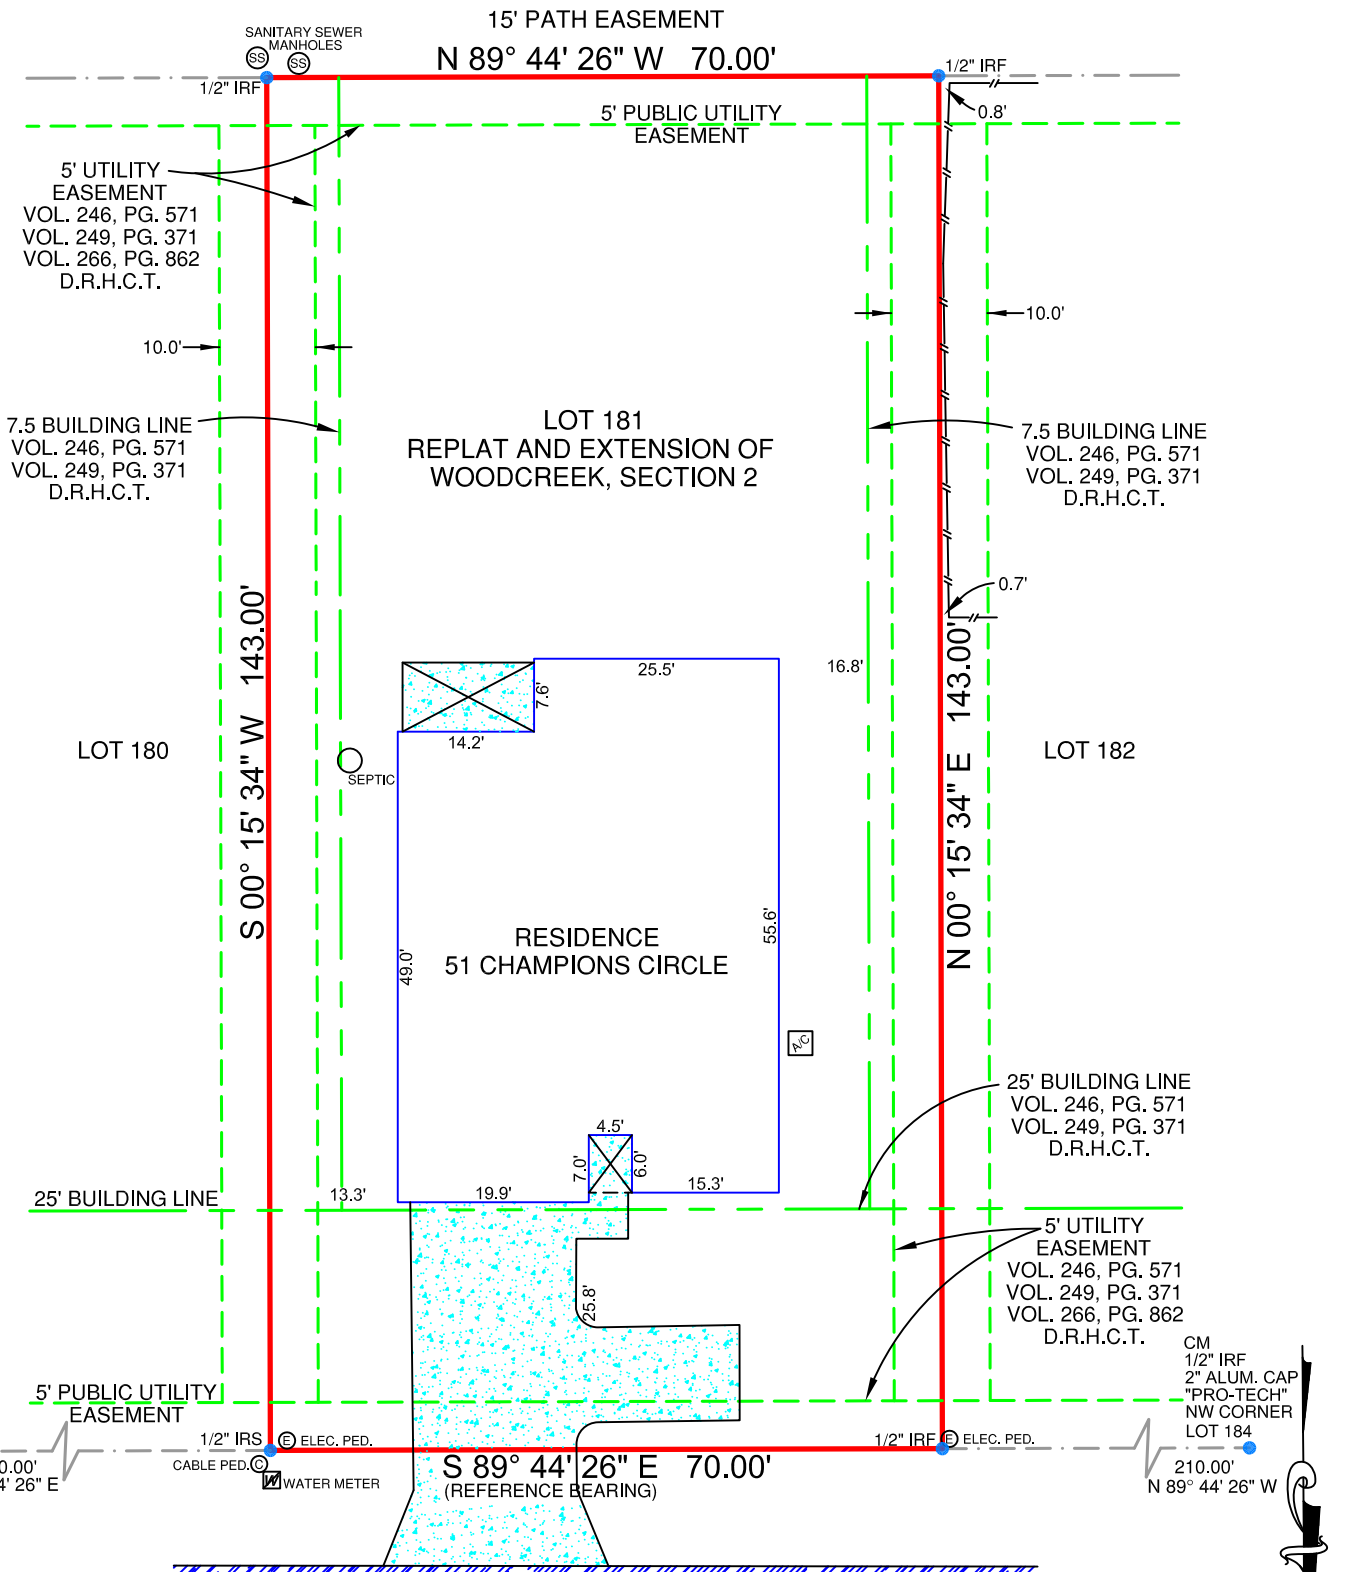 15' PATH EASEMENT
SANITARY SEWER
MANHOLES
SS
SS
N 89° 44' 26" W 70.00'
1/2" IRF
1/2" IRF
0.8'
5' PUBLIC UTILITY
EASEMENT
5' UTILITY
EASEMENT
VOL. 246, PG. 571
VOL. 249, PG. 371
VOL. 266, PG. 862
D.R.H.C.T.
10.0'
10.0'
7.5 BUILDING LINE
VOL. 246, PG. 571
VOL. 249, PG. 371
D.R.H.C.T.
LOT 181
REPLAT AND EXTENSION OF
WOODCREEK, SECTION 2
7.5 BUILDING LINE
VOL. 246, PG. 571
VOL. 249, PG. 371
D.R.H.C.T.
0.7'
S 00° 15' 34" W 143.00'
N 00° 15' 34" E 143.00'
25.5'
16.8'
7.6'
14.2'
LOT 180
SEPTIC
LOT 182
49.0'
RESIDENCE
51 CHAMPIONS CIRCLE
55.6'
A/C
25' BUILDING LINE
VOL. 246, PG. 571
VOL. 249, PG. 371
D.R.H.C.T.
4.5'
7.0'
6.0'
15.3'
25' BUILDING LINE
13.3'
19.9'
5' UTILITY
EASEMENT
VOL. 246, PG. 571
VOL. 249, PG. 371
VOL. 266, PG. 862
D.R.H.C.T.
25.8'
CM
1/2" IRF
2" ALUM. CAP
"PRO-TECH"
NW CORNER
LOT 184
5' PUBLIC UTILITY
EASEMENT
1/2" IRS
E ELEC. PED.
1/2" IRF
E ELEC. PED.
CABLE PED. C
W WATER METER
S 89° 44' 26" E 70.00'
(REFERENCE BEARING)
0.00'
4' 26" E
210.00'
N 89° 44' 26" W